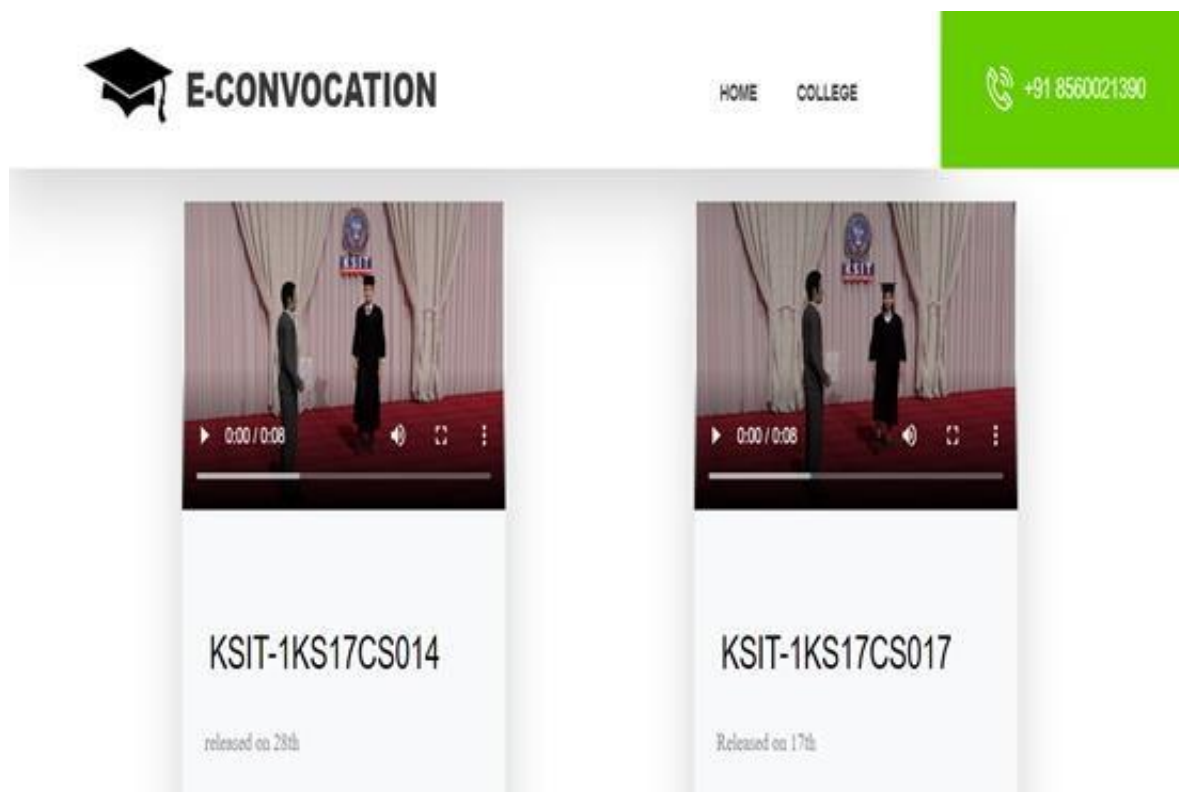 E-CONVOCATION
HOME COLLEGE
+91 8560021390
KSIT
KSIT
0:00 / 0:08
0:00 / 0:08
KSIT-1KS17CS014
KSIT-1KS17CS017
released on 28th
Released on 17th